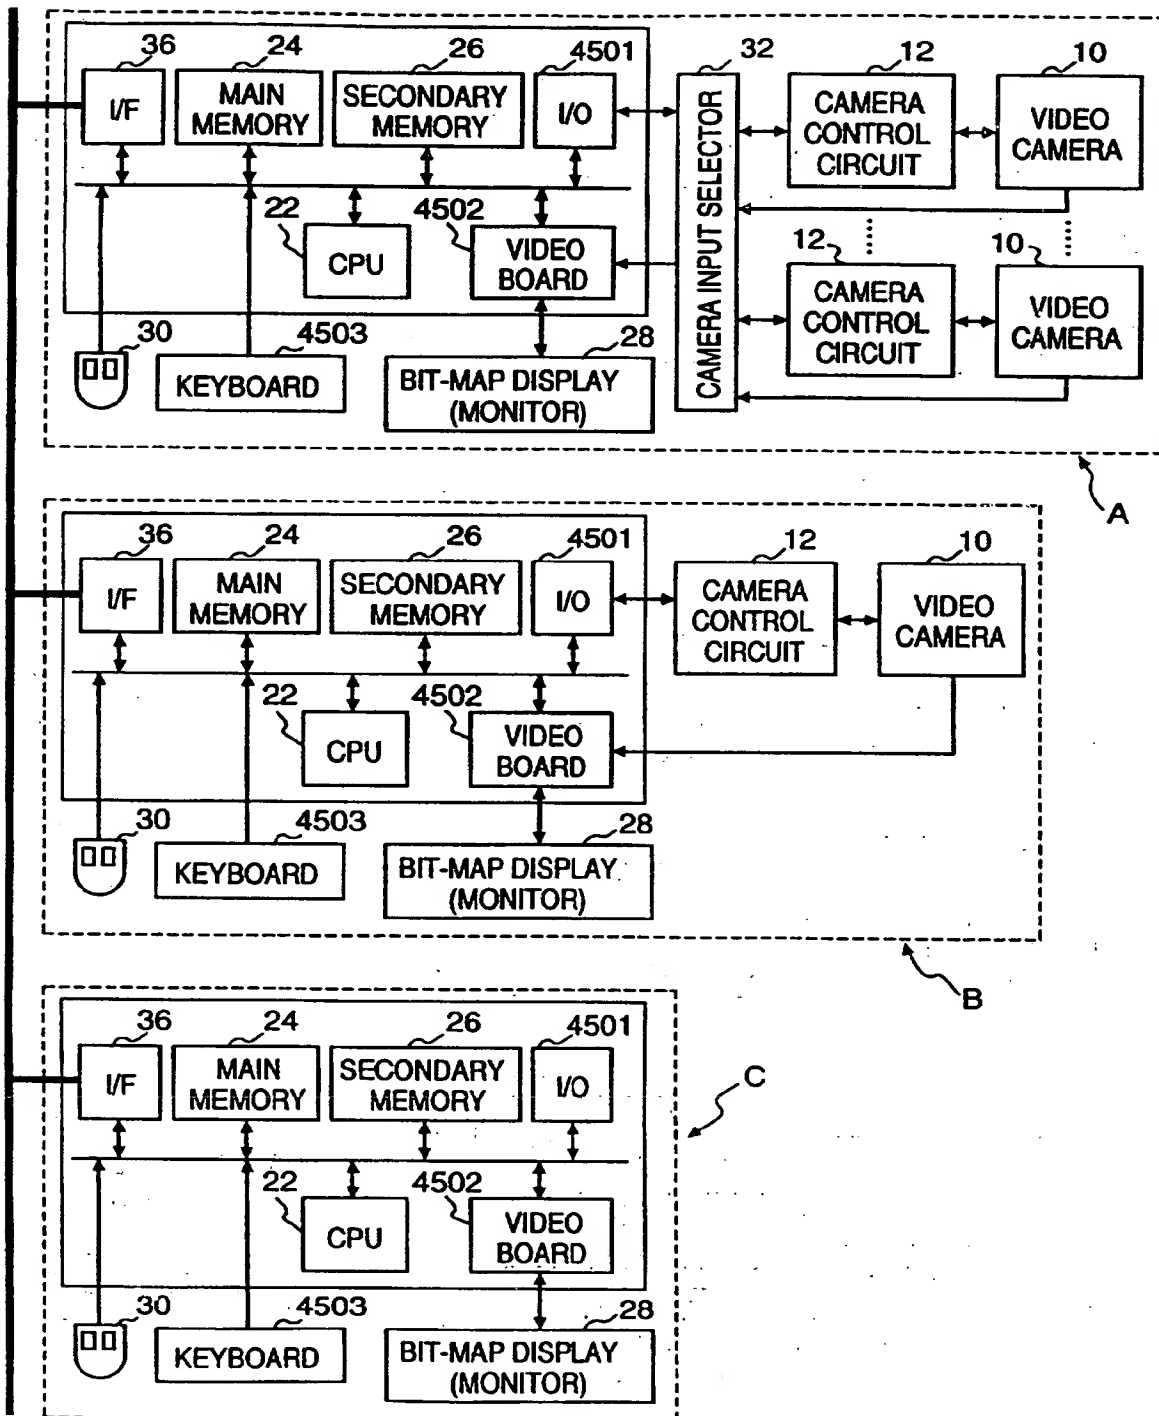 36 24 26 4501 32 12 10
I/F
MAIN
MEMORY
SECONDARY
MEMORY
I/O
CAMERA INPUT SELECTOR
CAMERA
CONTROL
CIRCUIT
VIDEO
CAMERA
22 4502 12 10
CPU
VIDEO
BOARD
CAMERA
CONTROL
CIRCUIT
VIDEO
CAMERA
30 4503 28
KEYBOARD
BIT-MAP DISPLAY
(MONITOR)
A
36 24 26 4501 12 10
I/F
MAIN
MEMORY
SECONDARY
MEMORY
I/O
CAMERA
CONTROL
CIRCUIT
VIDEO
CAMERA
22 4502
CPU
VIDEO
BOARD
30 4503 28
KEYBOARD
BIT-MAP DISPLAY
(MONITOR)
B
36 24 26 4501
I/F
MAIN
MEMORY
SECONDARY
MEMORY
I/O
C
22 4502
CPU
VIDEO
BOARD
30 4503 28
KEYBOARD
BIT-MAP DISPLAY
(MONITOR)